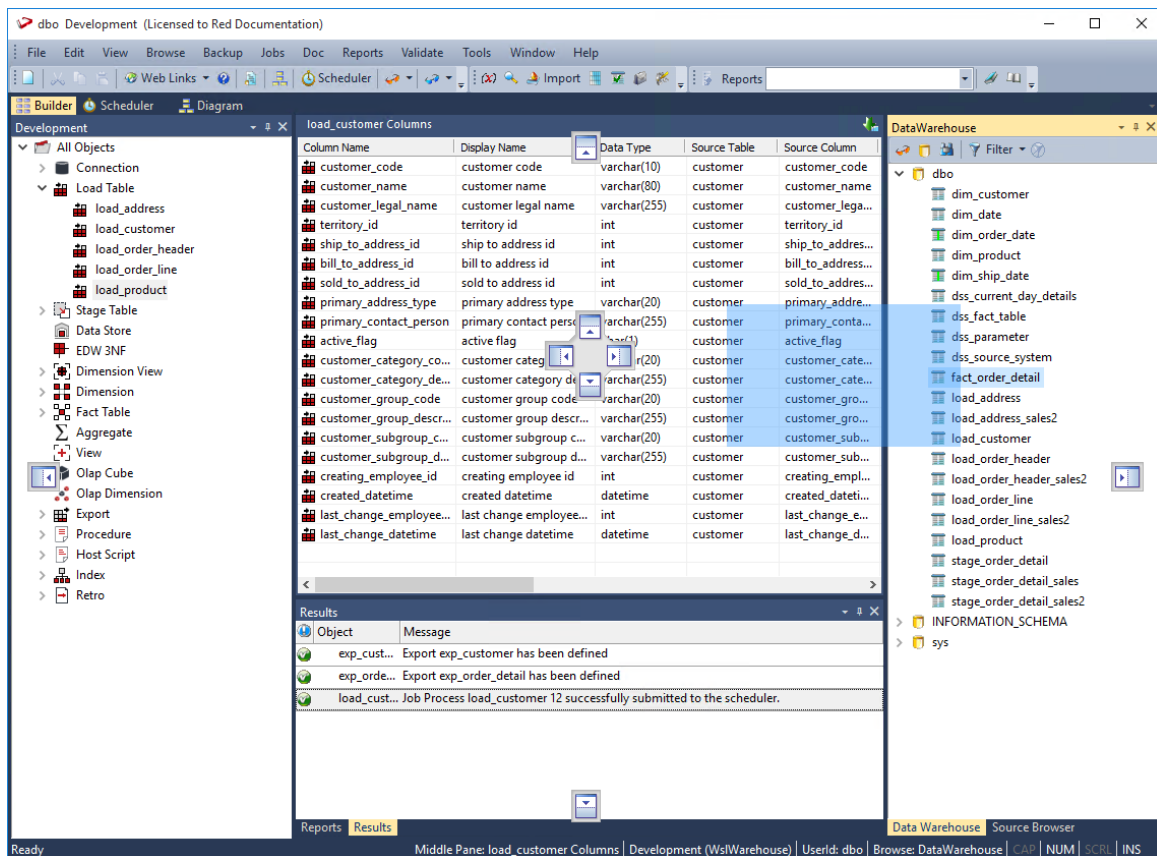 dbo Development (Licensed to Red Documentation)
File Edit View Browse Backup Jobs Doc Reports Validate Tools Window Help
Web Links Scheduler Import Reports
Builder Scheduler Diagram
Development
All Objects
Connection
Load Table
load_address
load_customer
load_order_header
load_order_line
load_product
Stage Table
Data Store
EDW 3NF
Dimension View
Dimension
Fact Table
Aggregate
View
Olap Cube
Olap Dimension
Export
Procedure
Host Script
Index
Retro
load_customer Columns
Column Name Display Name Data Type Source Table Source Column
customer_code customer code varchar(10) customer customer_code
customer_name customer name varchar(80) customer customer_name
customer_legal_name customer legal name varchar(255) customer customer_lega...
territory_id territory id int customer territory_id
ship_to_address_id ship to address id int customer ship_to_addres...
bill_to_address_id bill to address id int customer bill_to_address...
sold_to_address_id sold to address id int customer sold_to_addres...
primary_address_type primary address type varchar(20) customer primary_addre...
primary_contact_person primary contact varchar(255) customer primary_conta...
active_flag active flag customer active_flag
customer_category_co... customer customer customer_cate...
customer_category_de... customer category varchar(255) customer customer_cate...
customer_group_code customer group code varchar(20) customer customer_gro...
customer_group_descr... customer group descr... varchar(255) customer customer_gro...
customer_subgroup_c... customer subgroup c... varchar(20) customer customer_sub...
customer_subgroup_d... customer subgroup d... varchar(255) customer customer_sub...
creating_employee_id creating employee id int customer creating_empl...
created_datetime created datetime datetime customer created_dateti...
last_change_employee... last change employee... int customer last_change_e...
last_change_datetime last change datetime datetime customer last_change_d...
Results
Object Message
exp_cust... Export exp_customer has been defined
exp_orde... Export exp_order_detail has been defined
load_cust... Job Process load_customer 12 successfully submitted to the scheduler.
Reports Results
DataWarehouse
Filter
dbo
dim_customer
dim_date
dim_order_date
dim_product
dim_ship_date
dss_current_day_details
dss_fact_table
dss_parameter
dss_source_system
fact_order_detail
load_address
load_address_sales2
load_customer
load_order_header
load_order_header_sales2
load_order_line
load_order_line_sales2
load_product
stage_order_detail
stage_order_detail_sales
stage_order_detail_sales2
INFORMATION_SCHEMA
sys
Data Warehouse Source Browser
Ready Middle Pane: load_customer Columns Development (WslWarehouse) UserId: dbo Browse: DataWarehouse CAP NUM SCRL INS